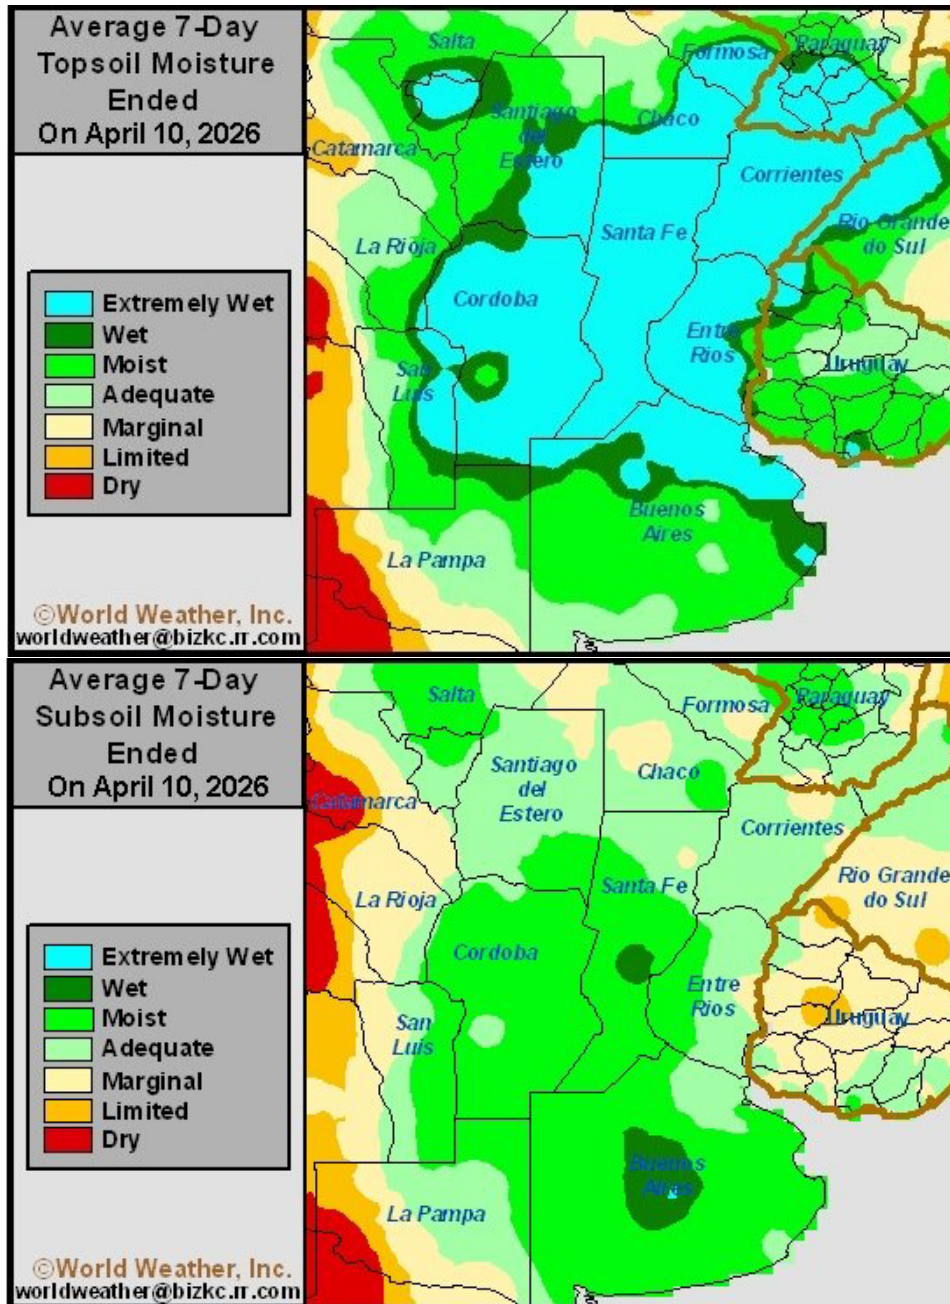 Average 7-Day
Topsoil Moisture
Ended
On April 10, 2026
Extremely Wet
Wet
Moist
Adequate
Marginal
Limited
Dry
©World Weather, Inc.
worldweather@bizkc.rr.com
Salta
Formosa
Paraguay
Santiago
del
Estero
Chaco
Catamarca
Corrientes
La Rioja
Santa Fe
Rio Grande
do Sul
Cordoba
Entre
Rios
San
Luis
Uruguay
Buenos
Aires
La Pampa
Average 7-Day
Subsoil Moisture
Ended
On April 10, 2026
Extremely Wet
Wet
Moist
Adequate
Marginal
Limited
Dry
©World Weather, Inc.
worldweather@bizkc.rr.com
Salta
Formosa
Paraguay
Santiago
del
Estero
Chaco
Catamarca
Corrientes
La Rioja
Santa Fe
Rio Grande
do Sul
Cordoba
Entre
Rios
San
Luis
Uruguay
Buenos
Aires
La Pampa